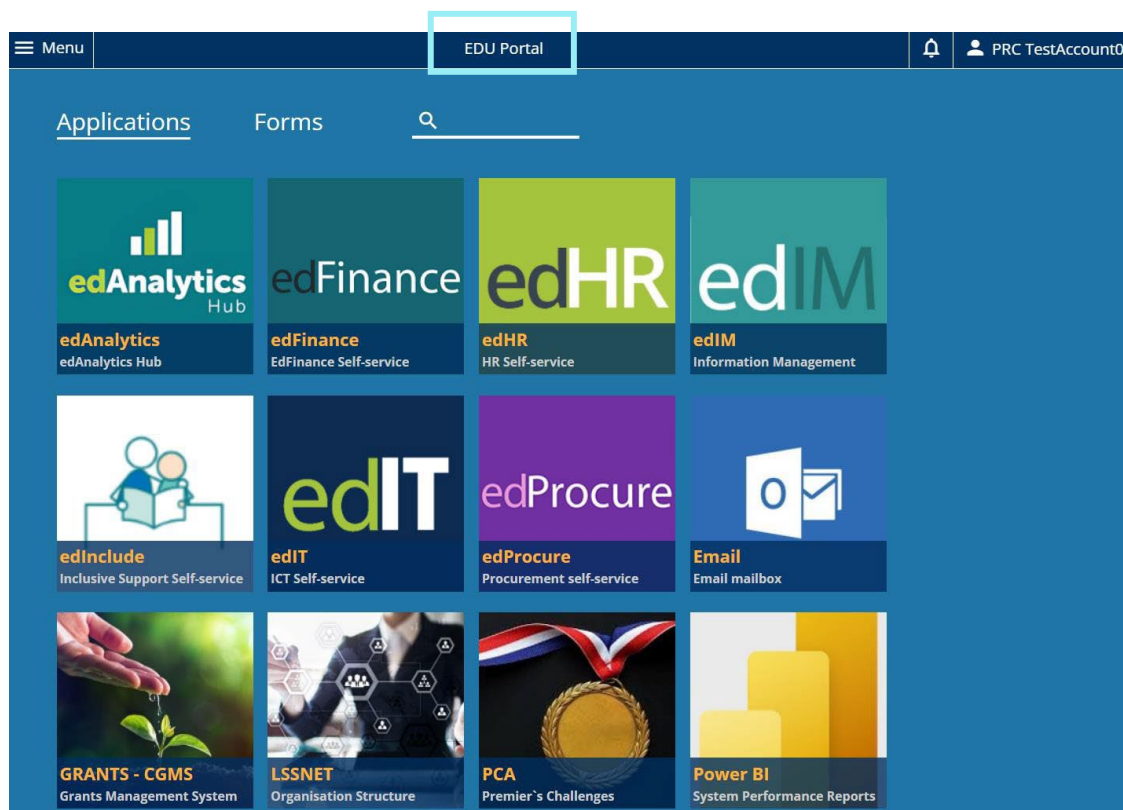 Menu
EDU Portal
PRC TestAccount0
Applications
Forms
edAnalytics
Hub
edAnalytics
edAnalytics Hub
edFinance
edFinance
EdFinance Self-service
edHR
edHR
HR Self-service
edIM
edIM
Information Management
edInclude
Inclusive Support Self-service
edIT
edIT
ICT Self-service
edProcure
edProcure
Procurement self-service
O
Email
Email mailbox
GRANTS - CGMS
Grants Management System
LSSNET
Organisation Structure
PCA
Premier`s Challenges
Power BI
System Performance Reports